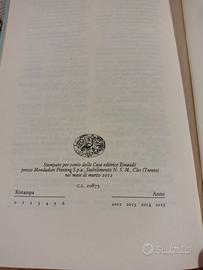 Stampato per conto della Casa editrice Einaudi
presso Mondadori Printing S.p.a., Stabilimento N. S. M., Cles (Trento)
nel mese di marzo 2012
C.L. 20873
Ristampa Anno
0 1 2 3 4 5 6 2012 2013 2014 2015
subito